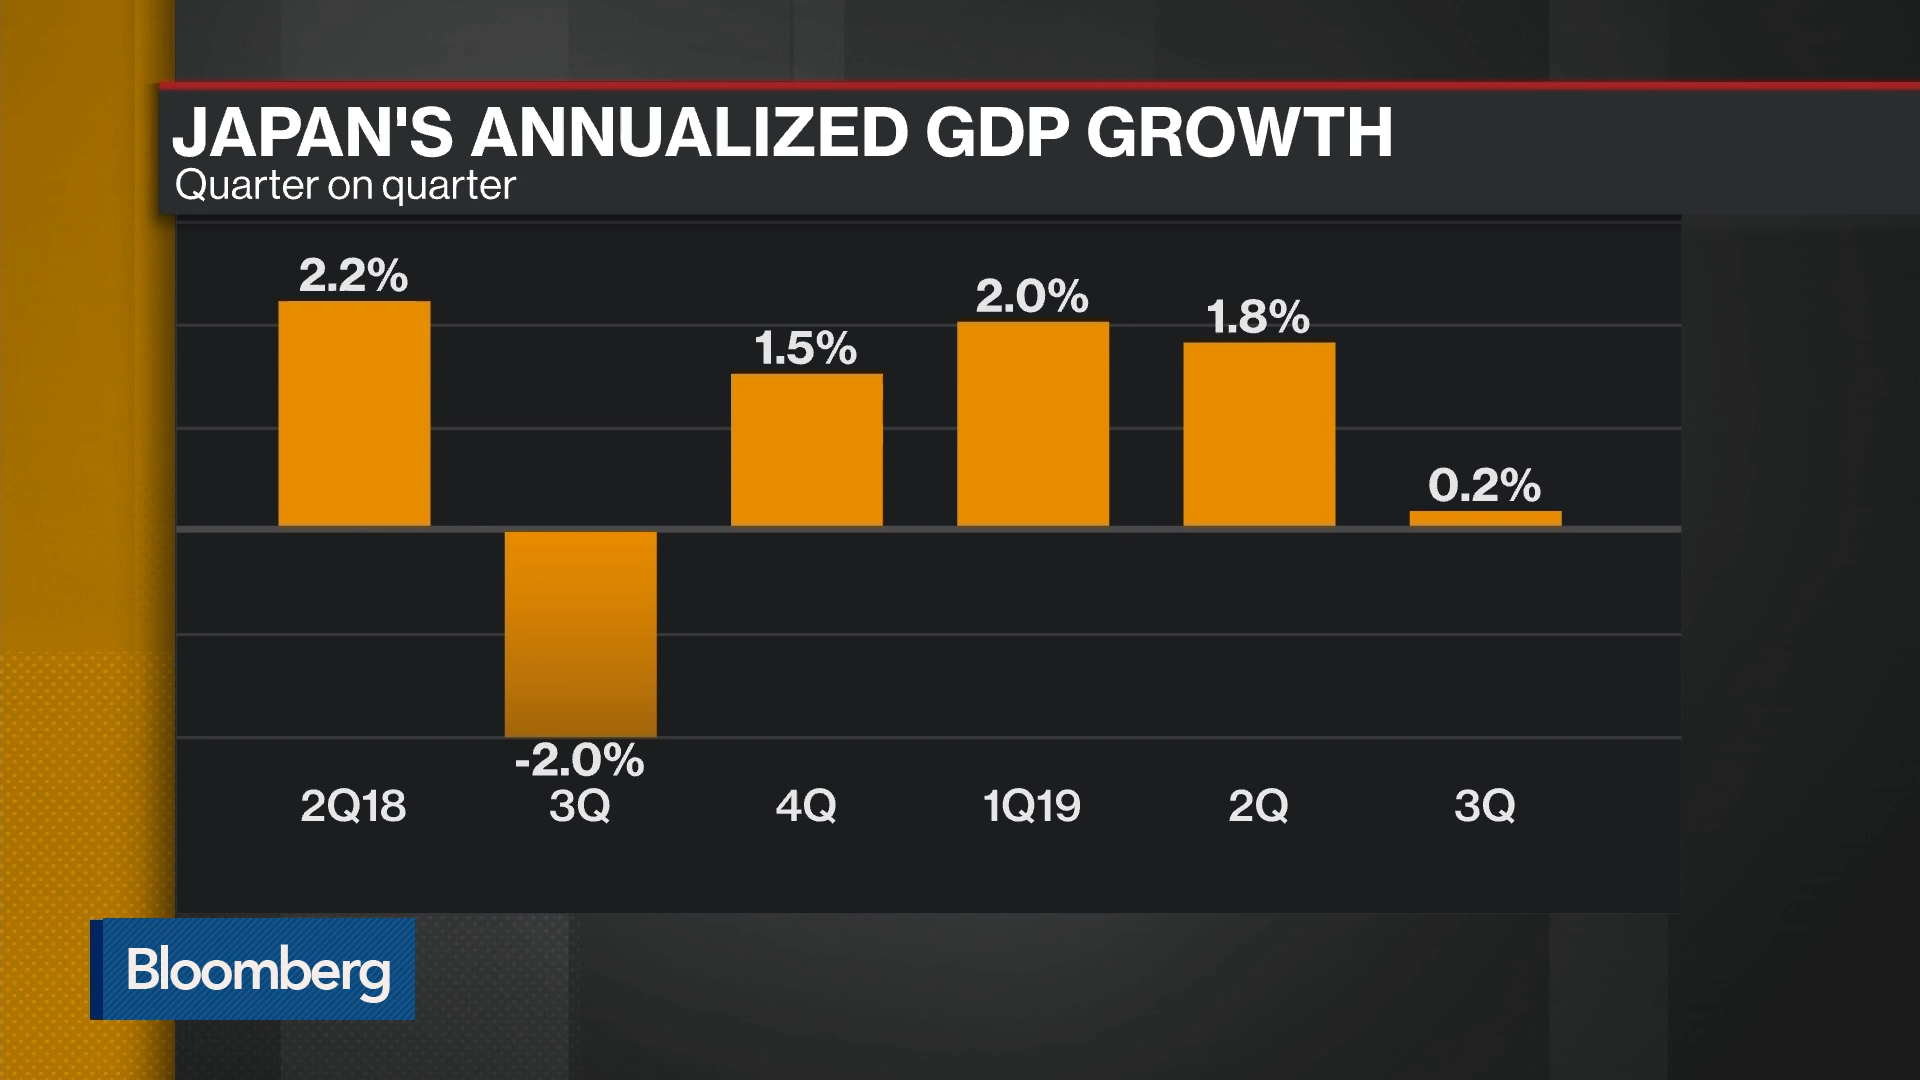 JAPAN'S ANNUALIZED GDP GROWTH
Quarter on quarter
2.2%
-2.0%
1.5%
2.0%
1.8%
0.2%
2Q18 3Q 4Q 1Q19 2Q 3Q
Bloomberg